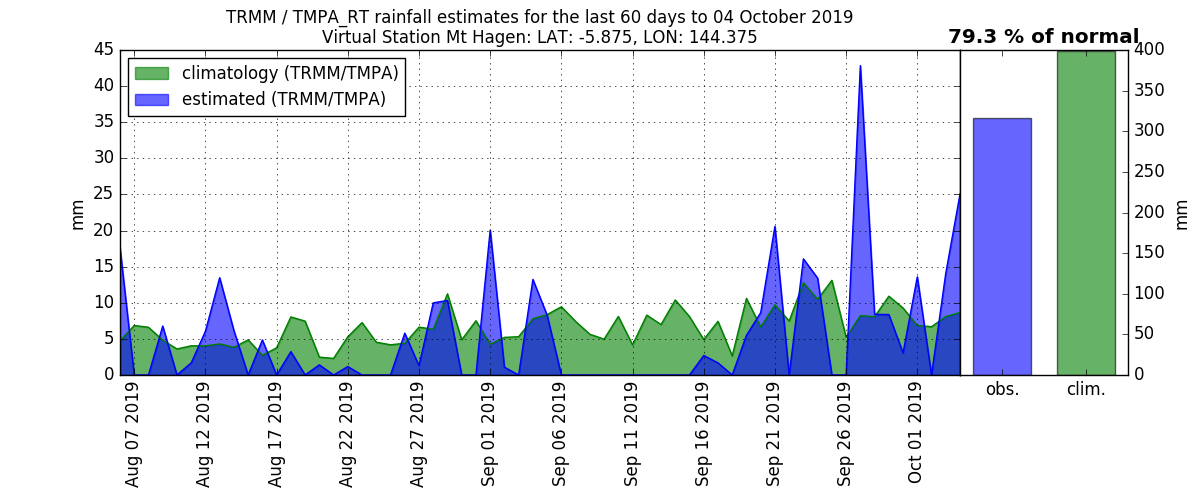 TRMM / TMPA_RT rainfall estimates for the last 60 days to 04 October 2019
Virtual Station Mt Hagen: LAT: -5.875, LON: 144.375
79.3 % of normal
climatology (TRMM/TMPA)
estimated (TRMM/TMPA)
mm
45
40
35
30
25
20
15
10
5
0
Aug 07 2019
Aug 12 2019
Aug 17 2019
Aug 22 2019
Aug 27 2019
Sep 01 2019
Sep 06 2019
Sep 11 2019
Sep 16 2019
Sep 21 2019
Sep 26 2019
Oct 01 2019
obs.
clim.
400
350
300
250
200
150
100
50
0
mm